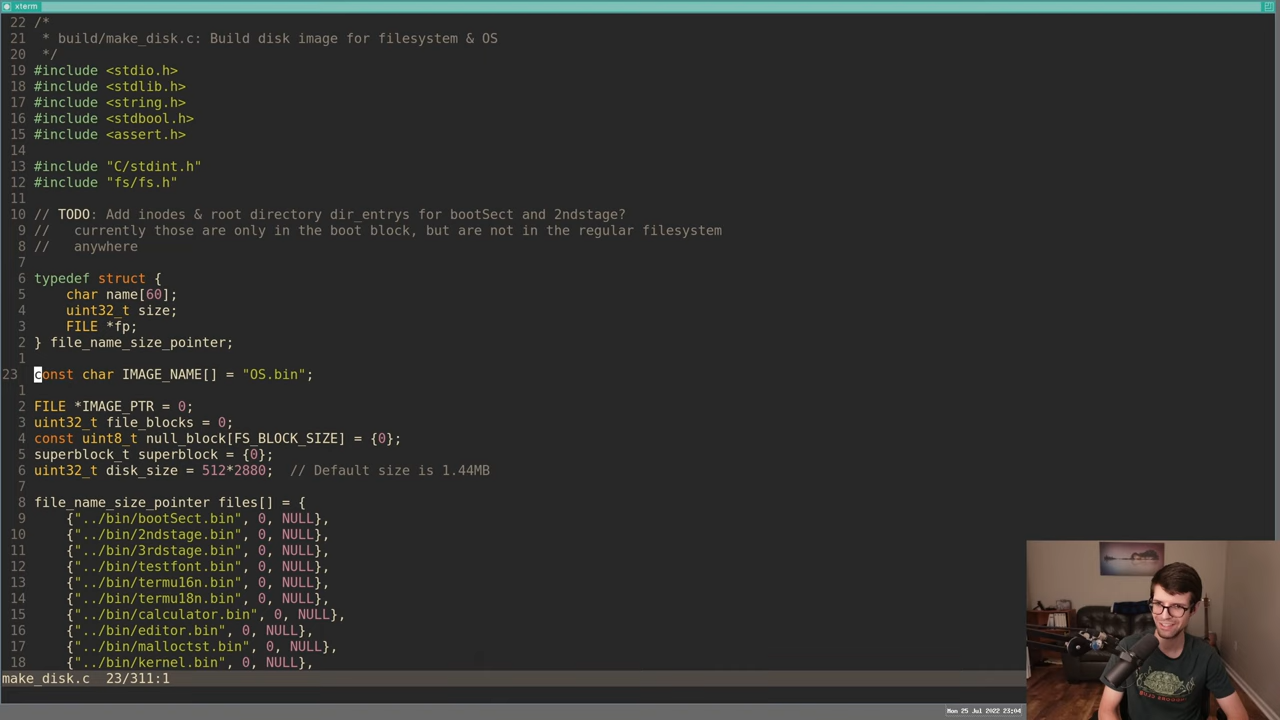 xterm
22 /*
21  * build/make_disk.c: Build disk image for filesystem & OS
20  */
19 #include <stdio.h>
18 #include <stdlib.h>
17 #include <string.h>
16 #include <stdbool.h>
15 #include <assert.h>
14
13 #include "C/stdint.h"
12 #include "fs/fs.h"
11
10 // TODO: Add inodes & root directory dir_entrys for bootSect and 2ndstage?
9 //   currently those are only in the boot block, but are not in the regular filesystem
8 //   anywhere
7
6 typedef struct {
5     char name[60];
4     uint32_t size;
3     FILE *fp;
2 } file_name_size_pointer;
1
23 const char IMAGE_NAME[] = "OS.bin";
1
2 FILE *IMAGE_PTR = 0;
3 uint32_t file_blocks = 0;
4 const uint8_t null_block[FS_BLOCK_SIZE] = {0};
5 superblock_t superblock = {0};
6 uint32_t disk_size = 512*2880;  // Default size is 1.44MB
7
8 file_name_size_pointer files[] = {
9     {"../bin/bootSect.bin", 0, NULL},
10     {"../bin/2ndstage.bin", 0, NULL},
11     {"../bin/3rdstage.bin", 0, NULL},
12     {"../bin/testfont.bin", 0, NULL},
13     {"../bin/termu16n.bin", 0, NULL},
14     {"../bin/termu18n.bin", 0, NULL},
15     {"../bin/calculator.bin", 0, NULL},
16     {"../bin/editor.bin", 0, NULL},
17     {"../bin/malloctst.bin", 0, NULL},
18     {"../bin/kernel.bin", 0, NULL},
make_disk.c  23/311:1
Mon 25 Jul 2022 23:04